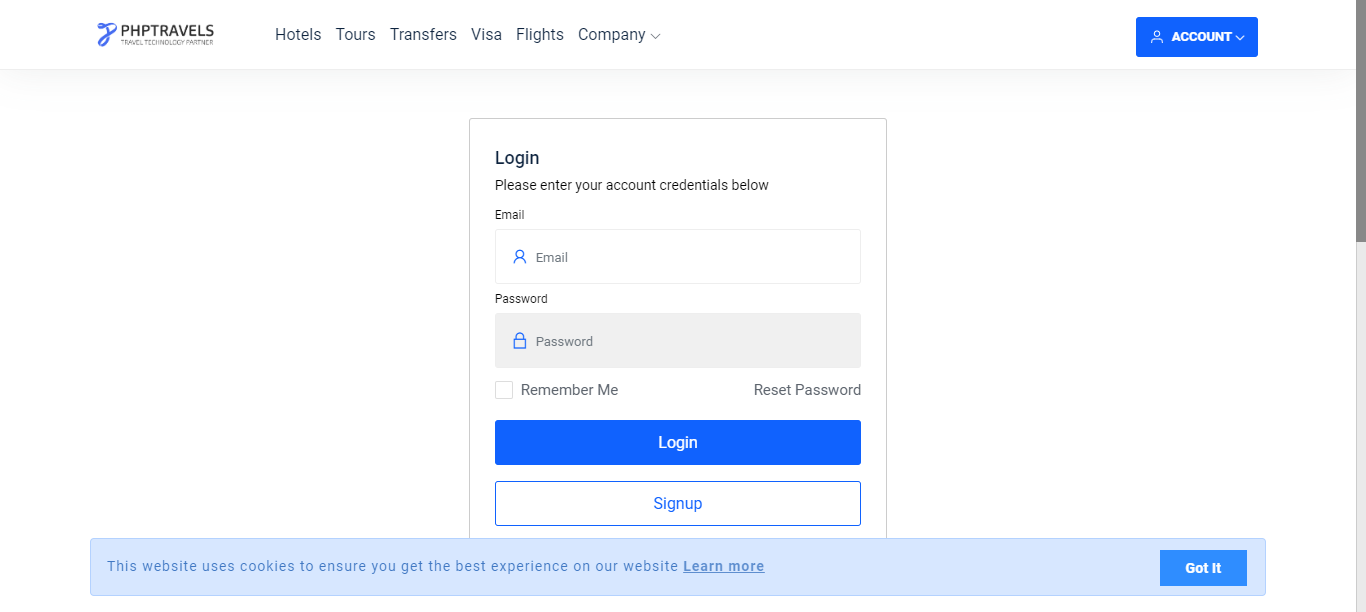 PHPTRAVELS
TRAVEL TECHNOLOGY PARTNER
Hotels Tours Transfers Visa Flights Company
ACCOUNT
Login
Please enter your account credentials below
Email
Email
Password
Password
Remember Me Reset Password
Login
Signup
This website uses cookies to ensure you get the best experience on our website Learn more
Got It